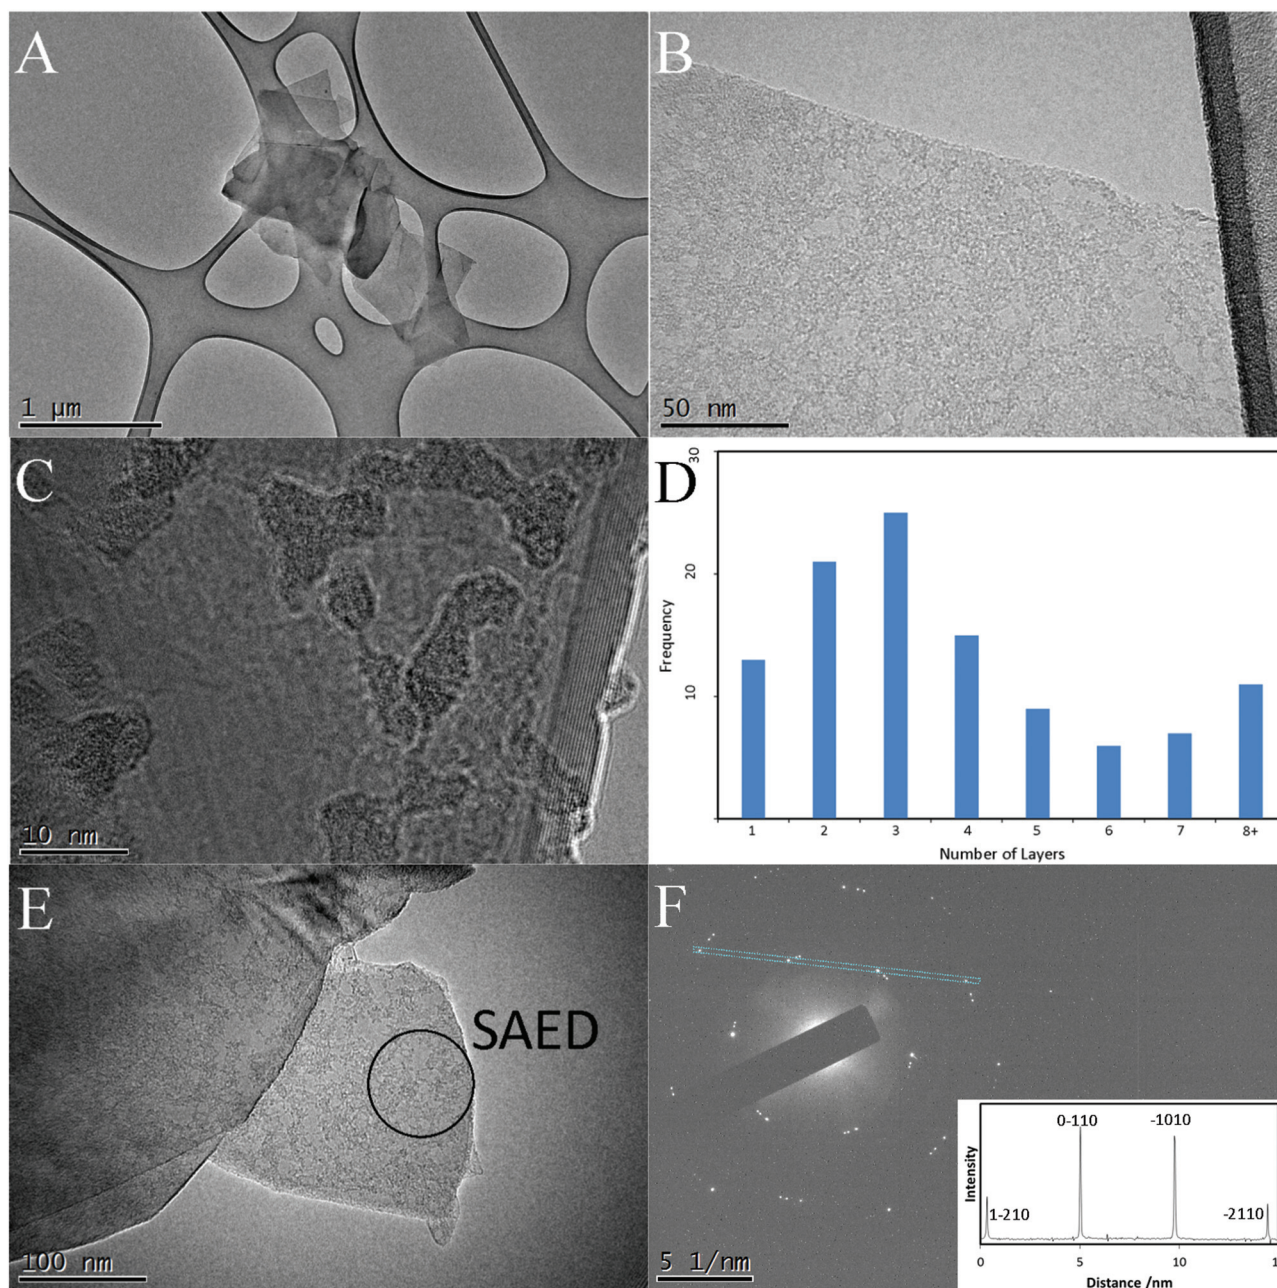 A
1 µm
B
50 nm
C
10 nm
D
30
20
10
Frequency
1 2 3 4 5 6 7 8+
Number of Layers
E
SAED
100 nm
F
5 1/nm
0-110
-1010
1-210
-2110
Intensity
0 5 10
Distance /nm